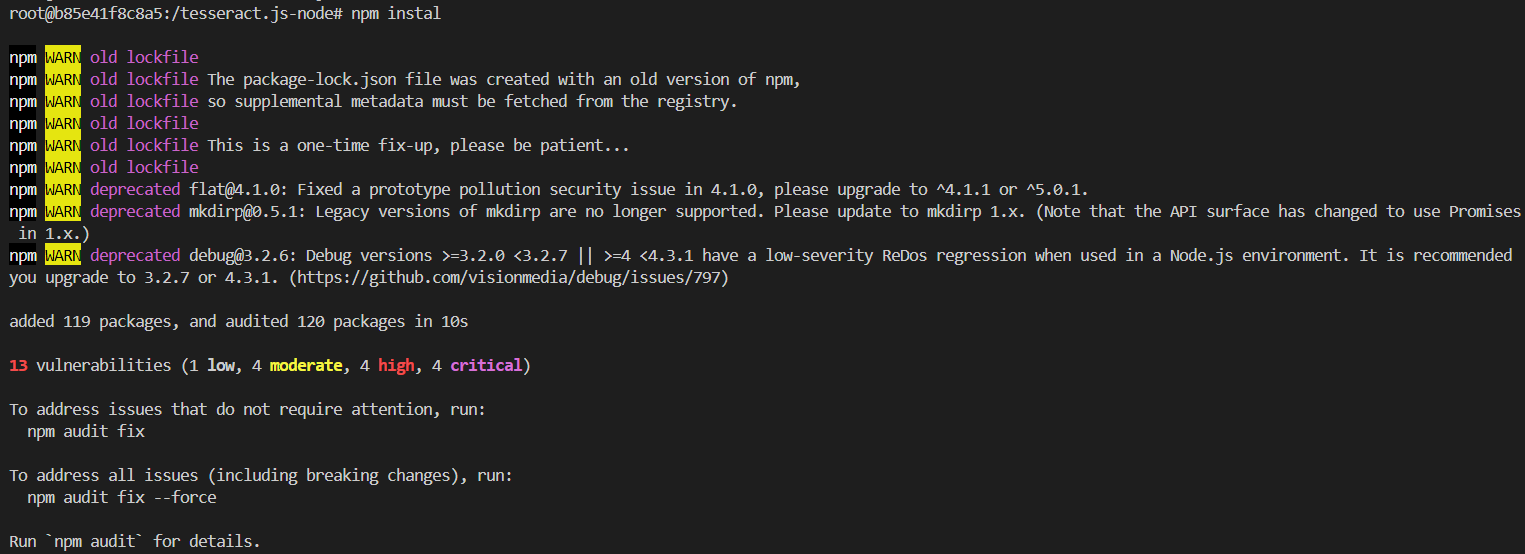 root@b85e41f8c8a5:/tesseract.js-node# npm instal
npm WARN old lockfile
npm WARN old lockfile The package-lock.json file was created with an old version of npm,
npm WARN old lockfile so supplemental metadata must be fetched from the registry.
npm WARN old lockfile
npm WARN old lockfile This is a one-time fix-up, please be patient...
npm WARN old lockfile
npm WARN deprecated flat@4.1.0: Fixed a prototype pollution security issue in 4.1.0, please upgrade to ^4.1.1 or ^5.0.1.
npm WARN deprecated mkdirp@0.5.1: Legacy versions of mkdirp are no longer supported. Please update to mkdirp 1.x. (Note that the API surface has changed to use Promises
in 1.x.)
npm WARN deprecated debug@3.2.6: Debug versions >=3.2.0 <3.2.7 || >=4 <4.3.1 have a low-severity ReDos regression when used in a Node.js environment. It is recommended
you upgrade to 3.2.7 or 4.3.1. (https://github.com/visionmedia/debug/issues/797)
added 119 packages, and audited 120 packages in 10s
13 vulnerabilities (1 low, 4 moderate, 4 high, 4 critical)
To address issues that do not require attention, run:
npm audit fix
To address all issues (including breaking changes), run:
npm audit fix --force
Run `npm audit` for details.